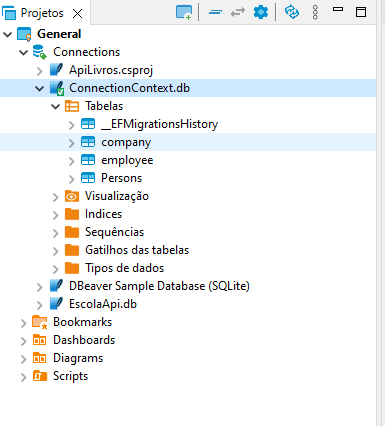 Projetos
General
Connections
ApiLivros.csproj
ConnectionContext.db
Tabelas
__EFMigrationsHistory
company
employee
Persons
Visualização
Indices
Sequências
Gatilhos das tabelas
Tipos de dados
DBeaver Sample Database (SQLite)
EscolaApi.db
Bookmarks
Dashboards
Diagrams
Scripts